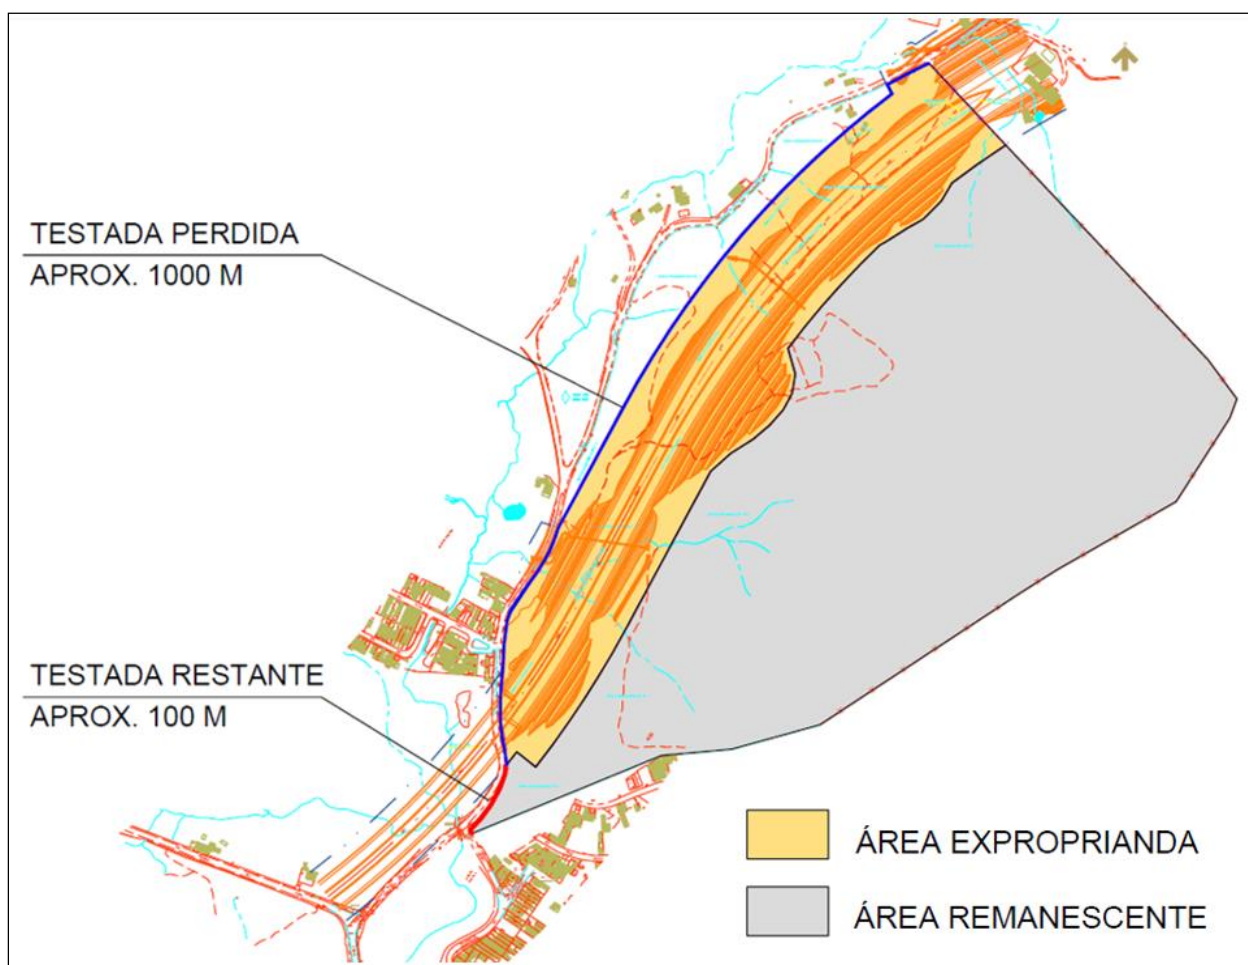 TESTADA PERDIDA
APROX. 1000 M
TESTADA RESTANTE
APROX. 100 M
ÁREA EXPROPRIANDA
ÁREA REMANESCENTE